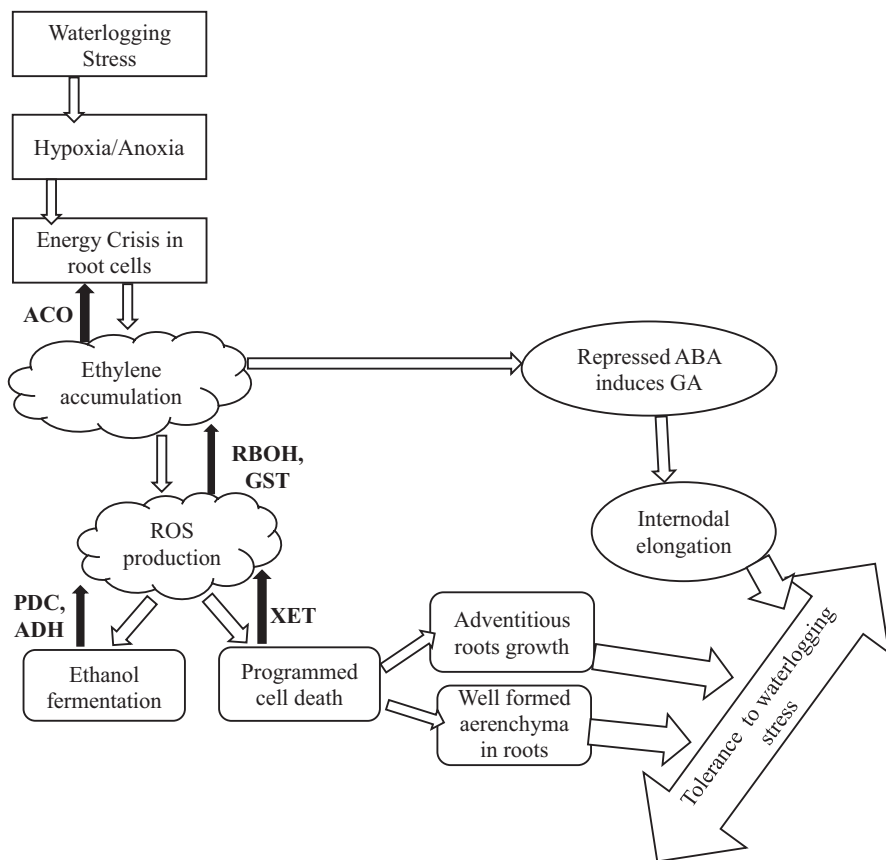 Waterlogging
Stress
Hypoxia/Anoxia
Energy Crisis in
root cells
ACO
Ethylene
accumulation
Repressed ABA
induces GA
RBOH,
GST
ROS
production
Internodal
elongation
PDC,
ADH
XET
Ethanol
fermentation
Programmed
cell death
Adventitious
roots growth
Well formed
aerenchyma
in roots
Tolerance to waterlogging
stress